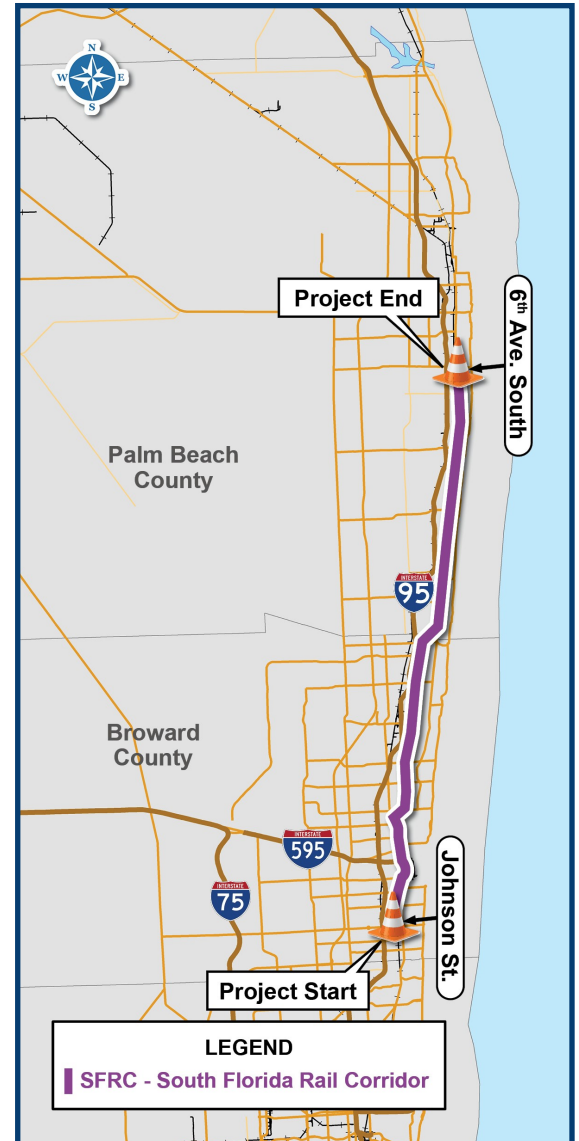 N
W E
S
Project End
6th Ave. South
Palm Beach
County
INTERSTATE
95
Broward
County
INTERSTATE
595
INTERSTATE
75
Johnson St.
Project Start
LEGEND
SFRC - South Florida Rail Corridor